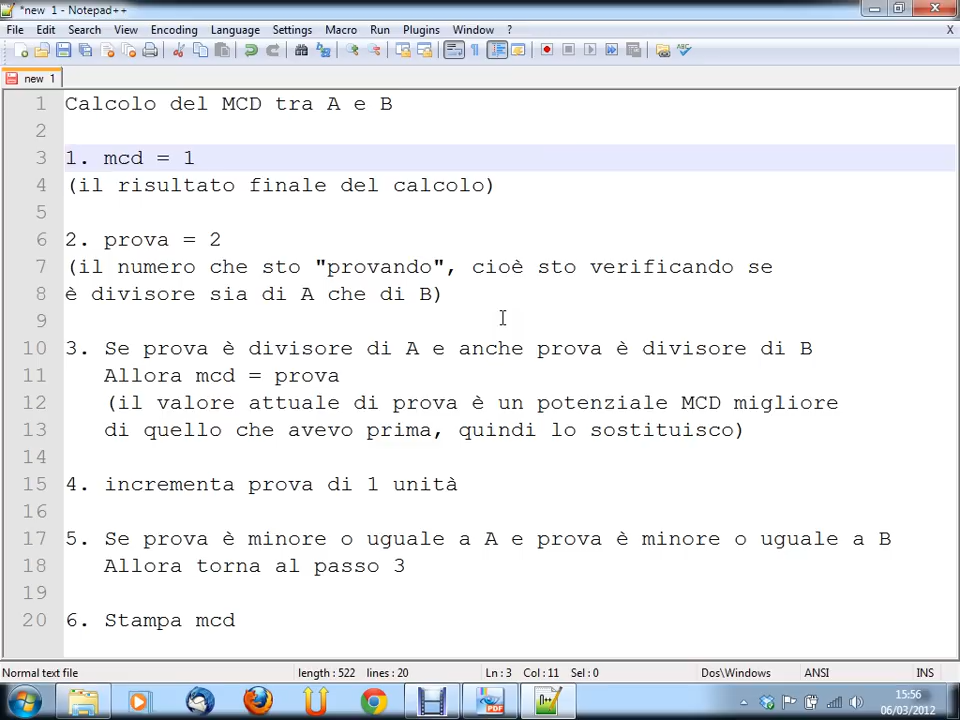 *new 1 - Notepad++
File Edit Search View Encoding Language Settings Macro Run Plugins Window ? X
new 1
1 Calcolo del MCD tra A e B
2
3 1. mcd = 1
4 (il risultato finale del calcolo)
5
6 2. prova = 2
7 (il numero che sto "provando", cioè sto verificando se
8 è divisore sia di A che di B)
9
10 3. Se prova è divisore di A e anche prova è divisore di B
11 Allora mcd = prova
12 (il valore attuale di prova è un potenziale MCD migliore
13 di quello che avevo prima, quindi lo sostituisco)
14
15 4. incrementa prova di 1 unità
16
17 5. Se prova è minore o uguale a A e prova è minore o uguale a B
18 Allora torna al passo 3
19
20 6. Stampa mcd
Normal text file length : 522 lines : 20 Ln : 3 Col : 11 Sel : 0 Dos\Windows ANSI INS
PDF
15:56
06/03/2012